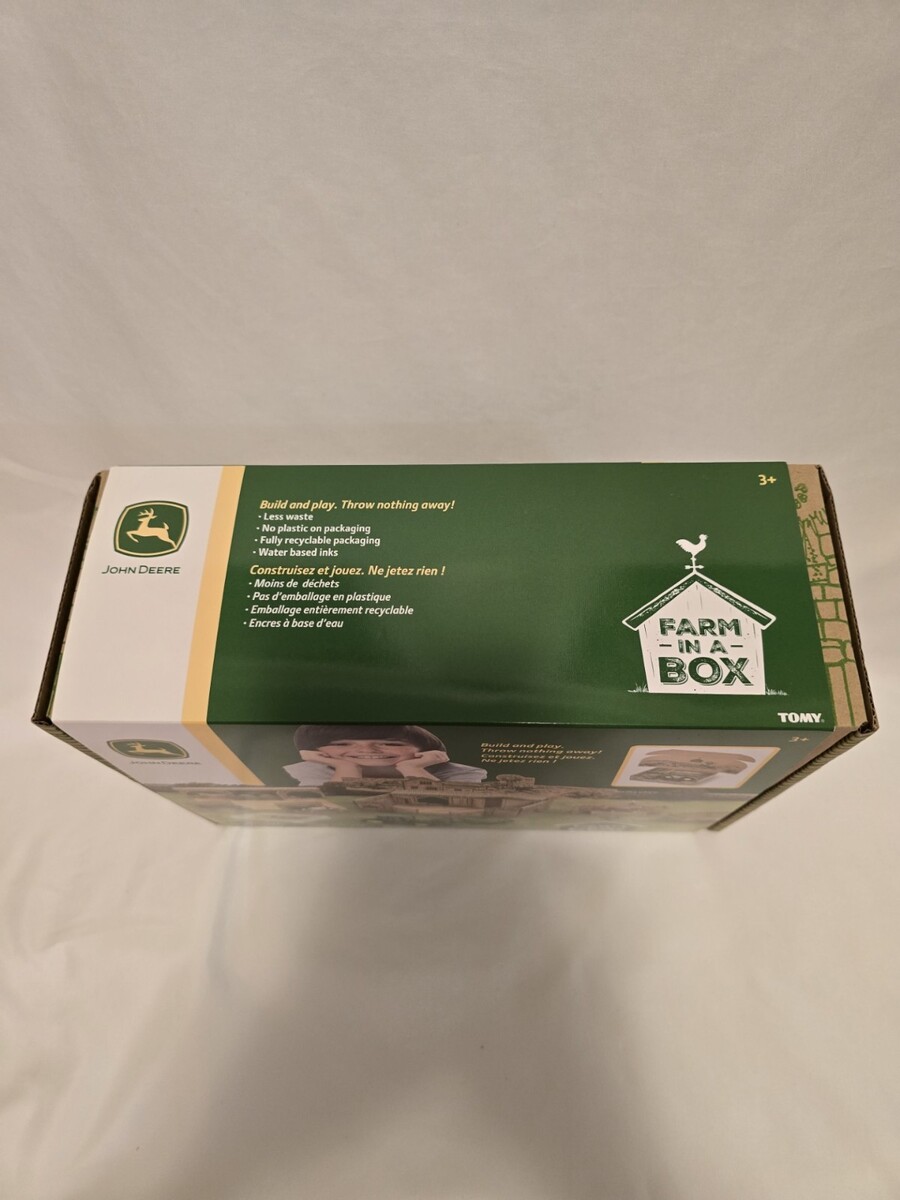 JOHN DEERE
Build and play. Throw nothing away!
- Less waste
- No plastic on packaging
- Fully recyclable packaging
- Water based inks
Construisez et jouez. Ne jetez rien !
- Moins de déchets
- Pas d'emballage en plastique
- Emballage entièrement recyclable
- Encres à base d'eau
3+
FARM
- IN A -
BOX
TOMY
JOHN DEERE
Build and play.
Throw nothing away!
Construisez et jouez.
Ne jetez rien !
3+